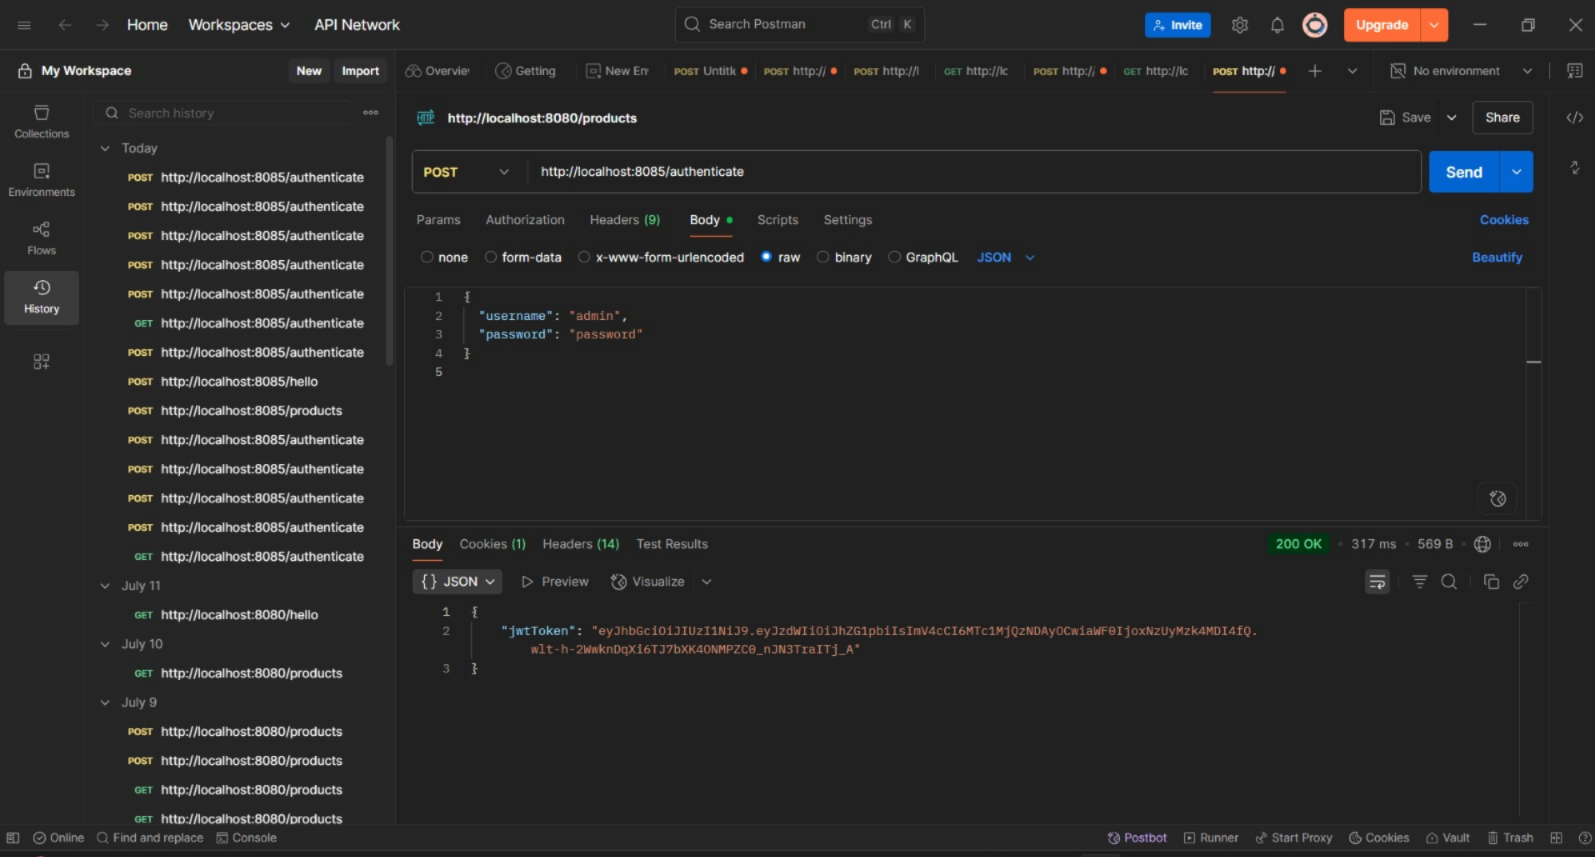 Home Workspaces API Network Search Postman Ctrl K Invite Upgrade
My Workspace New Import Overvie Getting New En POST Untitl POST http:/ POST http://l GET http://lc POST http:/ GET http://lc POST http:/ No environment
Collections
Environments
Flows
History
Search history
Today
POST http://localhost:8085/authenticate
POST http://localhost:8085/authenticate
POST http://localhost:8085/authenticate
POST http://localhost:8085/authenticate
POST http://localhost:8085/authenticate
GET http://localhost:8085/authenticate
POST http://localhost:8085/authenticate
POST http://localhost:8085/hello
POST http://localhost:8085/products
POST http://localhost:8085/authenticate
POST http://localhost:8085/authenticate
POST http://localhost:8085/authenticate
POST http://localhost:8085/authenticate
GET http://localhost:8085/authenticate
July 11
GET http://localhost:8080/hello
July 10
GET http://localhost:8080/products
July 9
POST http://localhost:8080/products
POST http://localhost:8080/products
GET http://localhost:8080/products
GET http://localhost:8080/products
HTTP http://localhost:8080/products Save Share
POST http://localhost:8085/authenticate Send
Params Authorization Headers (9) Body Scripts Settings Cookies
none form-data x-www-form-urlencoded raw binary GraphQL JSON Beautify
1 {
2 "username": "admin",
3 "password": "password"
4 }
5
Body Cookies (1) Headers (14) Test Results 200 OK 317 ms 569 B
{} JSON Preview Visualize
1 {
2 "jwtToken": "eyJhbGciOiJIUzI1NiJ9.eyJzdWIiOiJhZG1pbiIsImV4cCI6MTc1MjQzNDAyOCwiaWF0IjoxNzUyMzk4MDI4fQ.
wlt-h-2WwknDqXi6TJ7bXK4ONMPZC0_nJN3TraITj_A"
3 }
Online Find and replace Console Postbot Runner Start Proxy Cookies Vault Trash